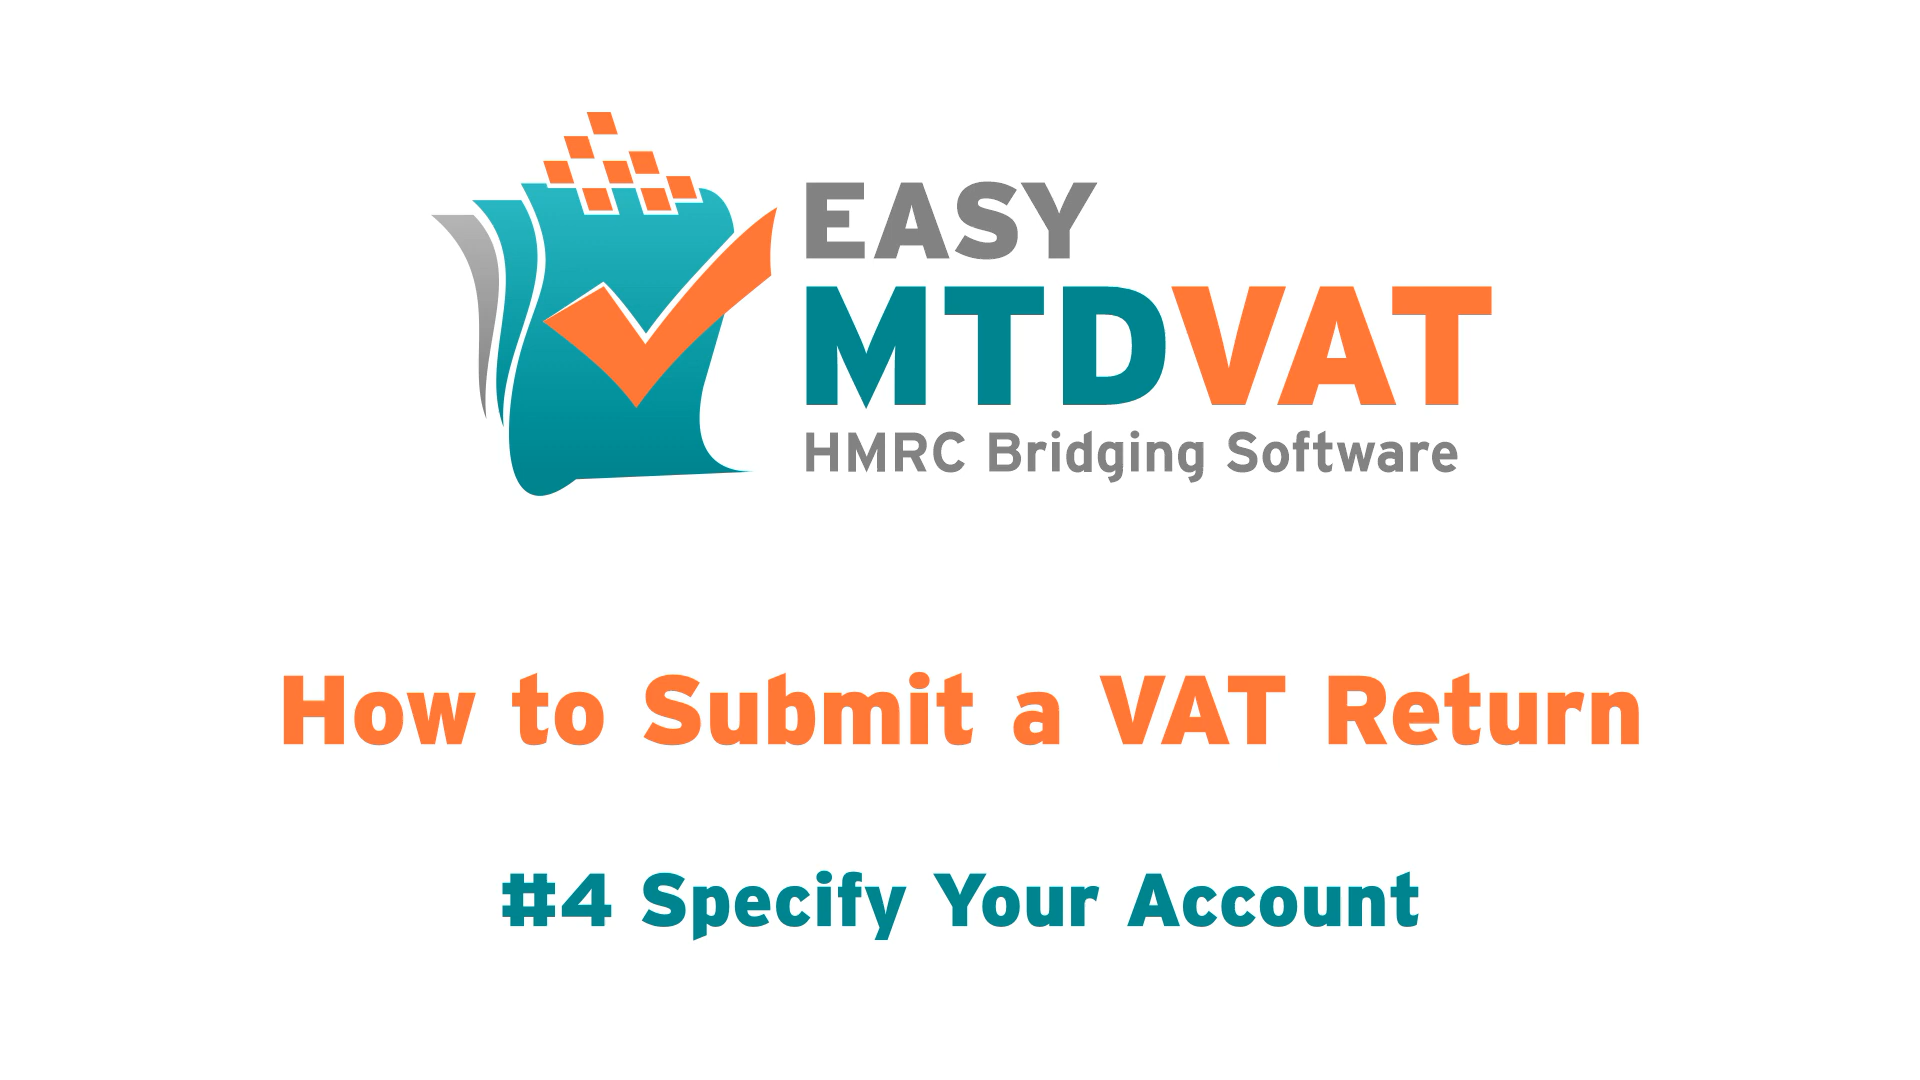 EASY
MTDVAT
HMRC Bridging Software
How to Submit a VAT Return
#4 Specify Your Account